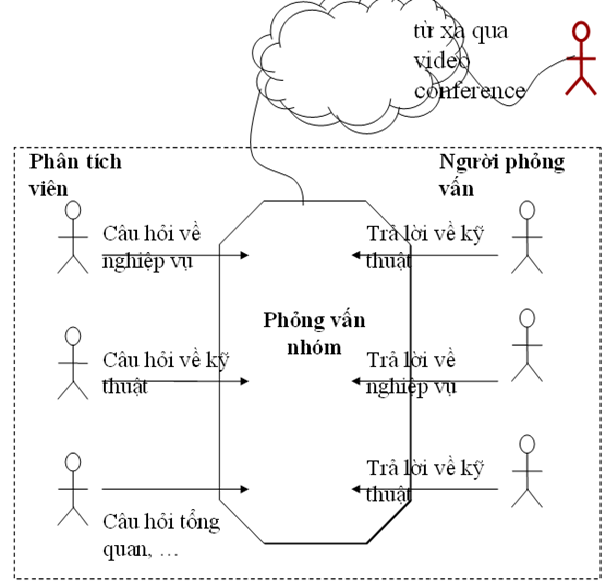 từ xa qua
video
conference
Phân tích
viên
Người phỏng
vấn
Câu hỏi về
nghiệp vụ
Trả lời về kỹ
thuật
Phỏng vấn
nhóm
Câu hỏi về kỹ
thuật
Trả lời về
nghiệp vụ
Trả lời về kỹ
thuật
Câu hỏi tổng
quan, …